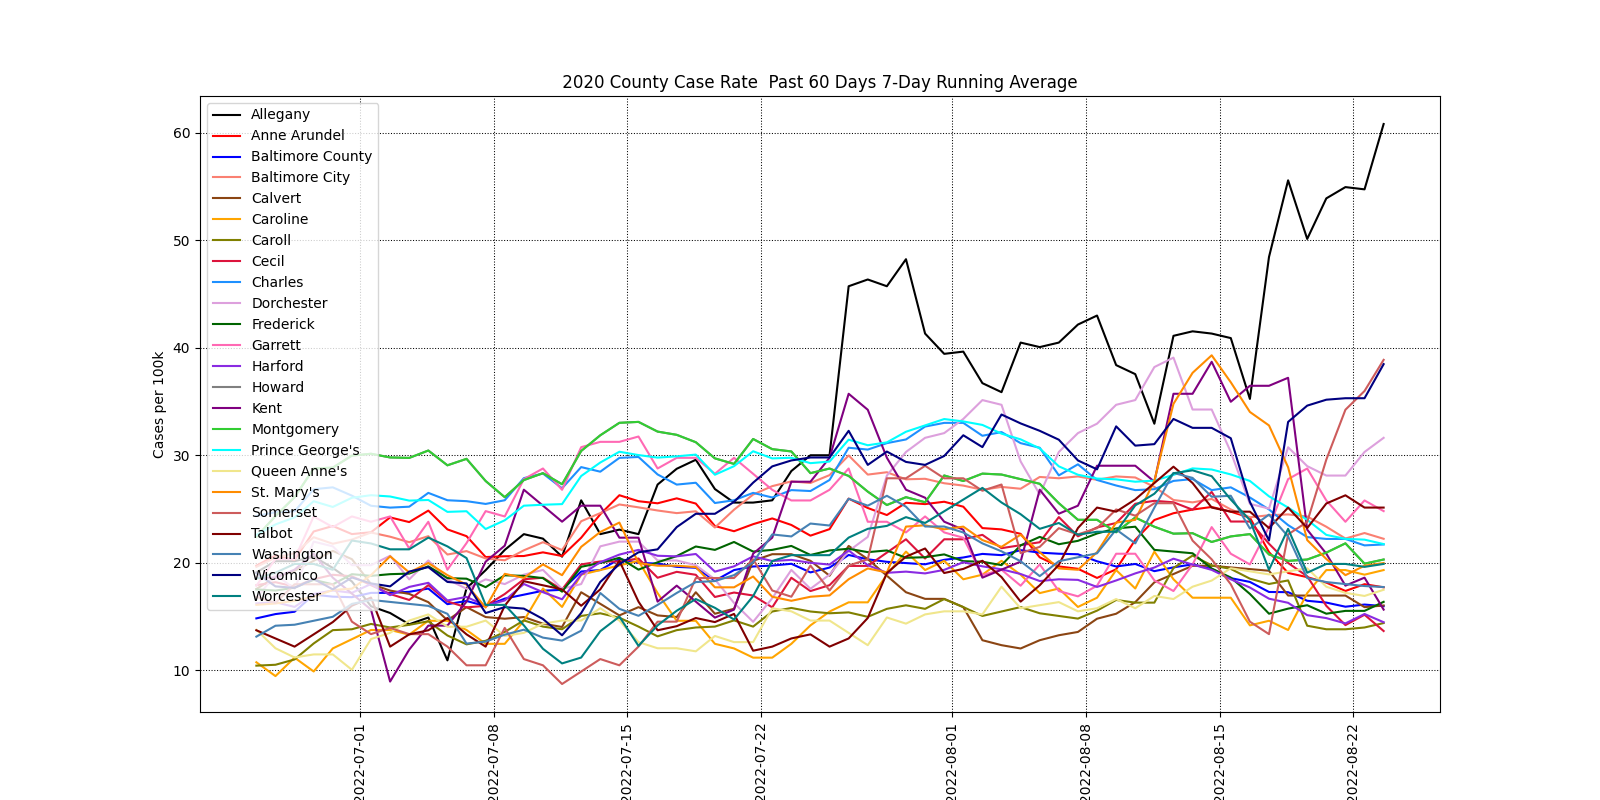 2020 County Case Rate  Past 60 Days 7-Day Running Average
Cases per 100k
60
50
40
30
20
10
Allegany
Anne Arundel
Baltimore County
Baltimore City
Calvert
Caroline
Caroll
Cecil
Charles
Dorchester
Frederick
Garrett
Harford
Howard
Kent
Montgomery
Prince George's
Queen Anne's
St. Mary's
Somerset
Talbot
Washington
Wicomico
Worcester
2022-07-01
2022-07-08
2022-07-15
2022-07-22
2022-08-01
2022-08-08
2022-08-15
2022-08-22